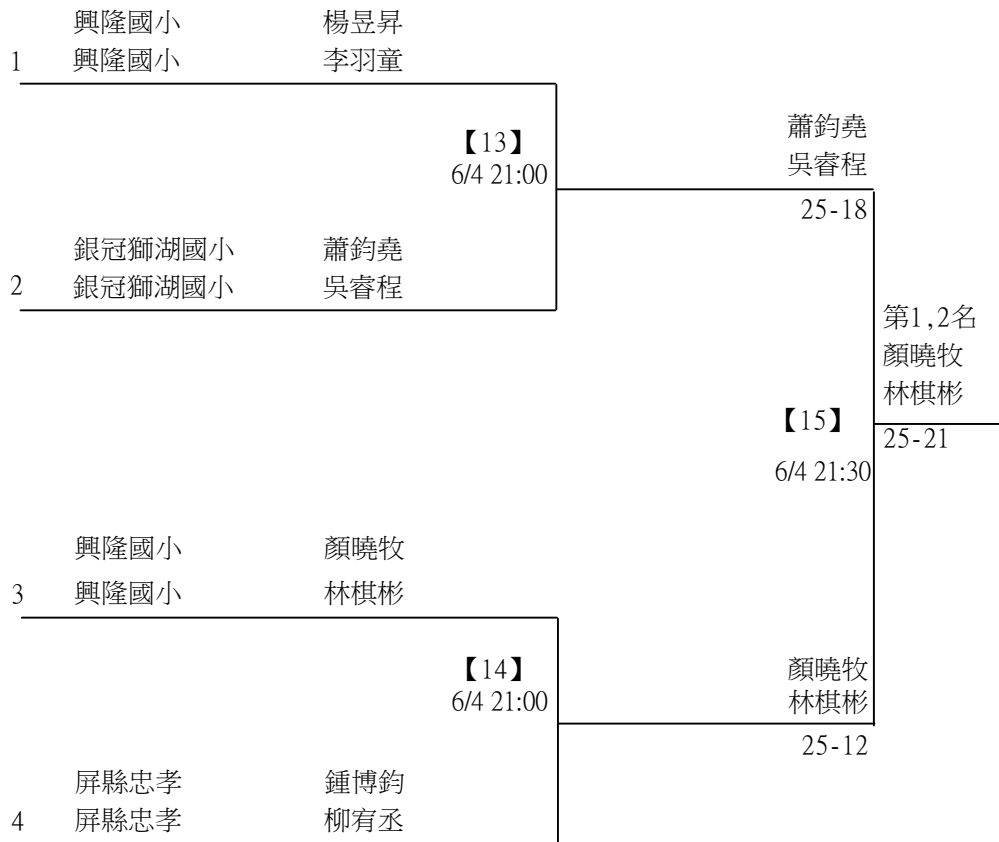 興隆國小 楊昱昇
1 興隆國小 李羽童
【13】
6/4 21:00
蕭鈞堯
吳睿程
25-18
銀冠獅湖國小 蕭鈞堯
2 銀冠獅湖國小 吳睿程
第1,2名
顏曉牧
林棋彬
25-21
【15】
6/4 21:30
興隆國小 顏曉牧
3 興隆國小 林棋彬
【14】
6/4 21:00
顏曉牧
林棋彬
25-12
屏縣忠孝 鍾博鈞
4 屏縣忠孝 柳宥丞